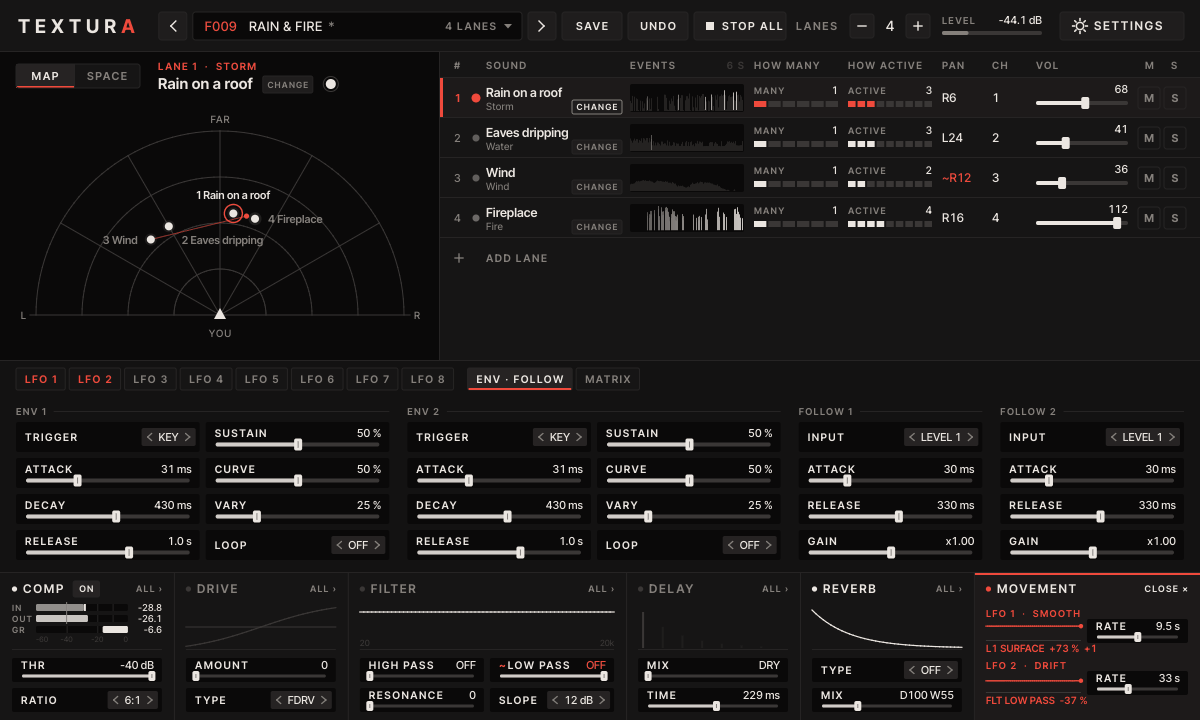 TEXTURA
F009 RAIN & FIRE * 4 LANES
SAVE UNDO STOP ALL LANES 4 LEVEL -44.1 dB SETTINGS
MAP SPACE
LANE 1 · STORM
Rain on a roof CHANGE
FAR
1 Rain on a roof
4 Fireplace
3 Wind
2 Eaves dripping
L
R
YOU
# SOUND EVENTS 6 S HOW MANY HOW ACTIVE PAN CH VOL M S
1 Rain on a roof Storm CHANGE MANY 1 ACTIVE 3 R6 1 68 M S
2 Eaves dripping Water CHANGE MANY 1 ACTIVE 3 L24 2 41 M S
3 Wind Wind CHANGE MANY 1 ACTIVE 2 ~R12 3 36 M S
4 Fireplace Fire CHANGE MANY 1 ACTIVE 4 R16 4 112 M S
+ ADD LANE
LFO 1 LFO 2 LFO 3 LFO 4 LFO 5 LFO 6 LFO 7 LFO 8 ENV · FOLLOW MATRIX
ENV 1
TRIGGER < KEY > SUSTAIN 50 %
ATTACK 31 ms CURVE 50 %
DECAY 430 ms VARY 25 %
RELEASE 1.0 s LOOP < OFF >
ENV 2
TRIGGER < KEY > SUSTAIN 50 %
ATTACK 31 ms CURVE 50 %
DECAY 430 ms VARY 25 %
RELEASE 1.0 s LOOP < OFF >
FOLLOW 1
INPUT < LEVEL 1 >
ATTACK 30 ms
RELEASE 330 ms
GAIN x1.00
FOLLOW 2
INPUT < LEVEL 1 >
ATTACK 30 ms
RELEASE 330 ms
GAIN x1.00
COMP ON ALL ›
IN -28.8
OUT -26.1
GR -6.6
-60 -40 -20 0
THR -40 dB
RATIO < 6:1 >
DRIVE ALL ›
AMOUNT 0
TYPE < FDRV >
FILTER ALL ›
20 20k
HIGH PASS OFF ~LOW PASS OFF
RESONANCE 0 SLOPE < 12 dB >
DELAY ALL ›
MIX DRY
TIME 229 ms
REVERB ALL ›
TYPE < OFF >
MIX D100 W55
MOVEMENT CLOSE ×
LFO 1 · SMOOTH
RATE 9.5 s
L1 SURFACE +73 % +1
LFO 2 · DRIFT
RATE 33 s
FLT LOW PASS -37 %